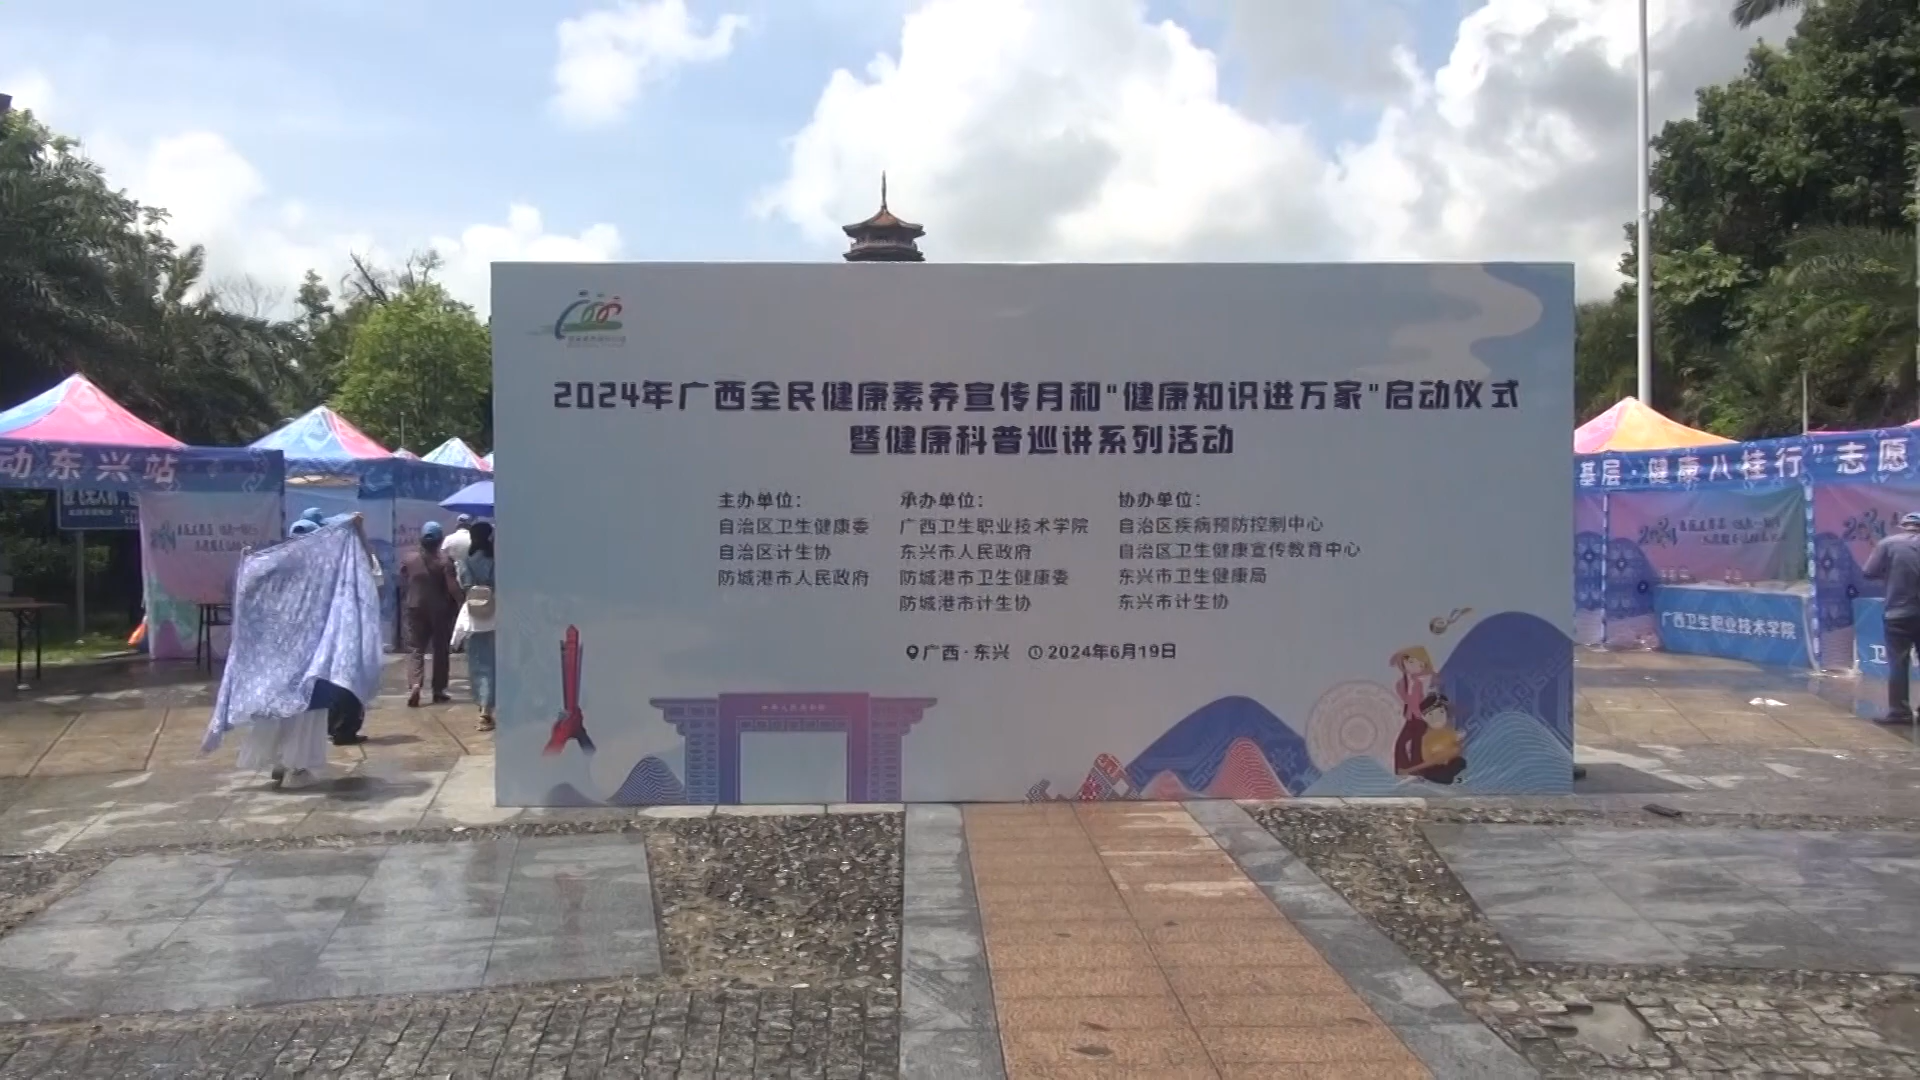 2024年广西全民健康素养宣传月和"健康知识进万家"启动仪式
暨健康科普巡讲系列活动
主办单位：
自治区卫生健康委
自治区计生协
防城港市人民政府
承办单位：
广西卫生职业技术学院
东兴市人民政府
防城港市卫生健康委
防城港市计生协
协办单位：
自治区疾病预防控制中心
自治区卫生健康宣传教育中心
东兴市卫生健康局
东兴市计生协
广西·东兴 2024年6月19日
动东兴站
基层·健康八桂行”志愿
广西卫生职业技术学院
卫